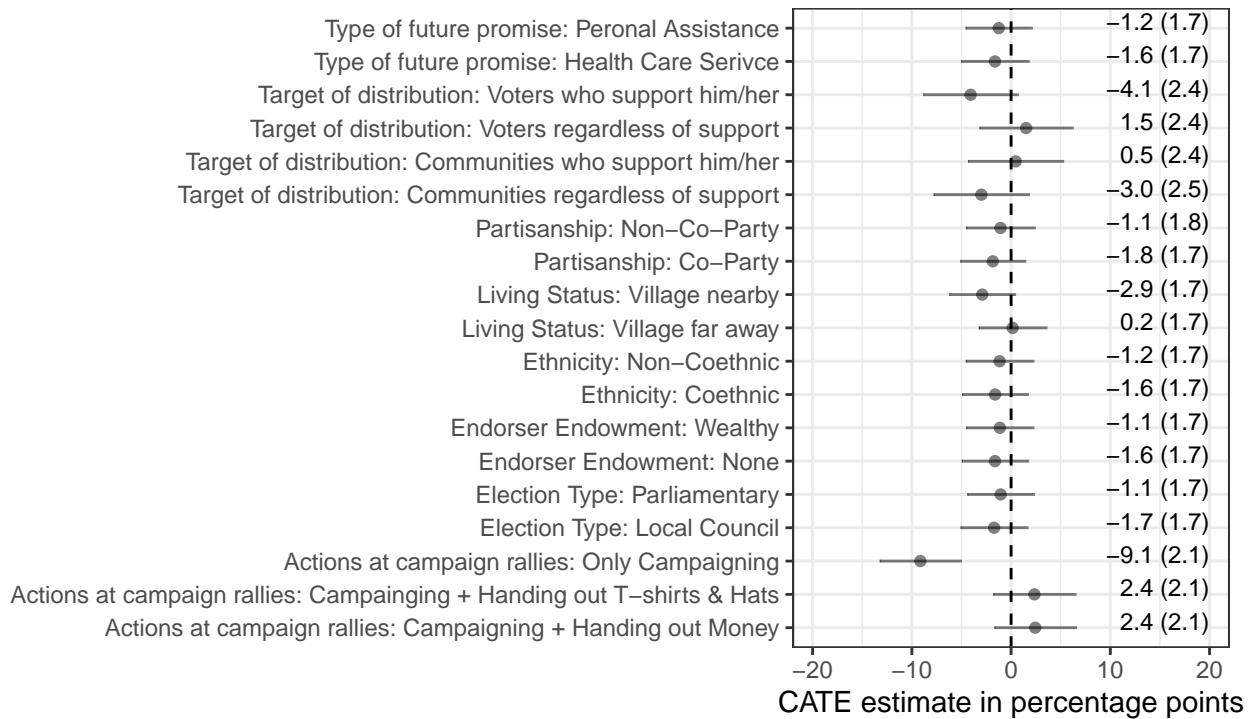 Type of future promise: Peronal Assistance −1.2 (1.7)
Type of future promise: Health Care Serivce −1.6 (1.7)
Target of distribution: Voters who support him/her −4.1 (2.4)
Target of distribution: Voters regardless of support 1.5 (2.4)
Target of distribution: Communities who support him/her 0.5 (2.4)
Target of distribution: Communities regardless of support −3.0 (2.5)
Partisanship: Non−Co−Party −1.1 (1.8)
Partisanship: Co−Party −1.8 (1.7)
Living Status: Village nearby −2.9 (1.7)
Living Status: Village far away 0.2 (1.7)
Ethnicity: Non−Coethnic −1.2 (1.7)
Ethnicity: Coethnic −1.6 (1.7)
Endorser Endowment: Wealthy −1.1 (1.7)
Endorser Endowment: None −1.6 (1.7)
Election Type: Parliamentary −1.1 (1.7)
Election Type: Local Council −1.7 (1.7)
Actions at campaign rallies: Only Campaigning −9.1 (2.1)
Actions at campaign rallies: Campainging + Handing out T−shirts & Hats 2.4 (2.1)
Actions at campaign rallies: Campaigning + Handing out Money 2.4 (2.1)
−20 −10 0 10 20
CATE estimate in percentage points